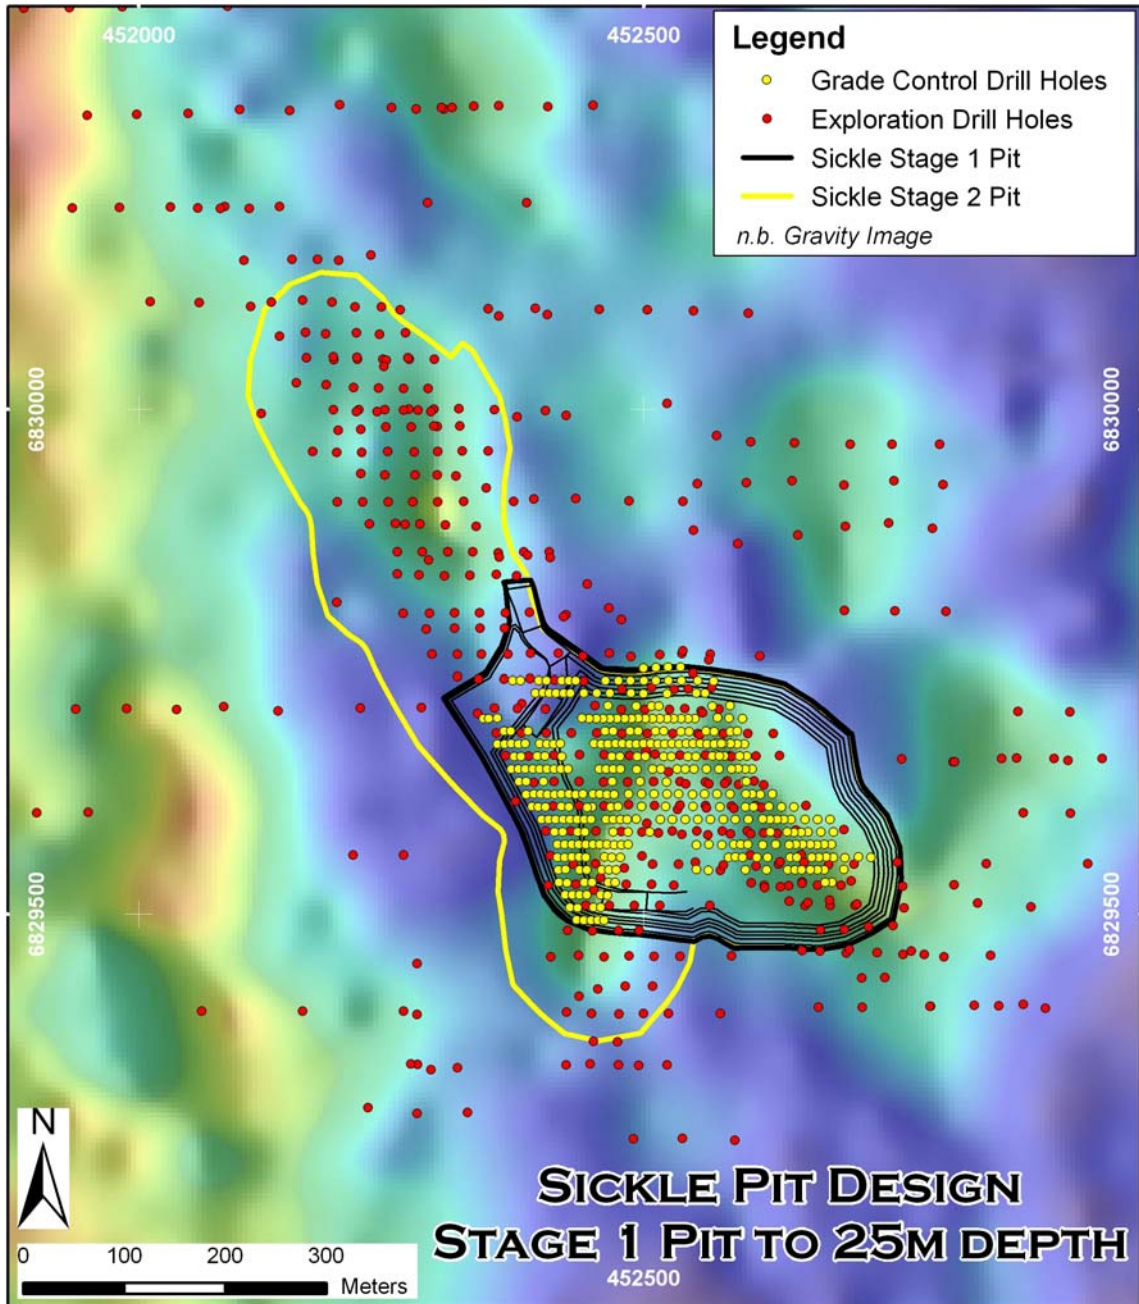 452000
452500
Legend
Grade Control Drill Holes
Exploration Drill Holes
Sickle Stage 1 Pit
Sickle Stage 2 Pit
n.b. Gravity Image
6830000
6830000
6829500
6829500
N
0 100 200 300
Meters
SICKLE PIT DESIGN
STAGE 1 PIT TO 25M DEPTH
452500